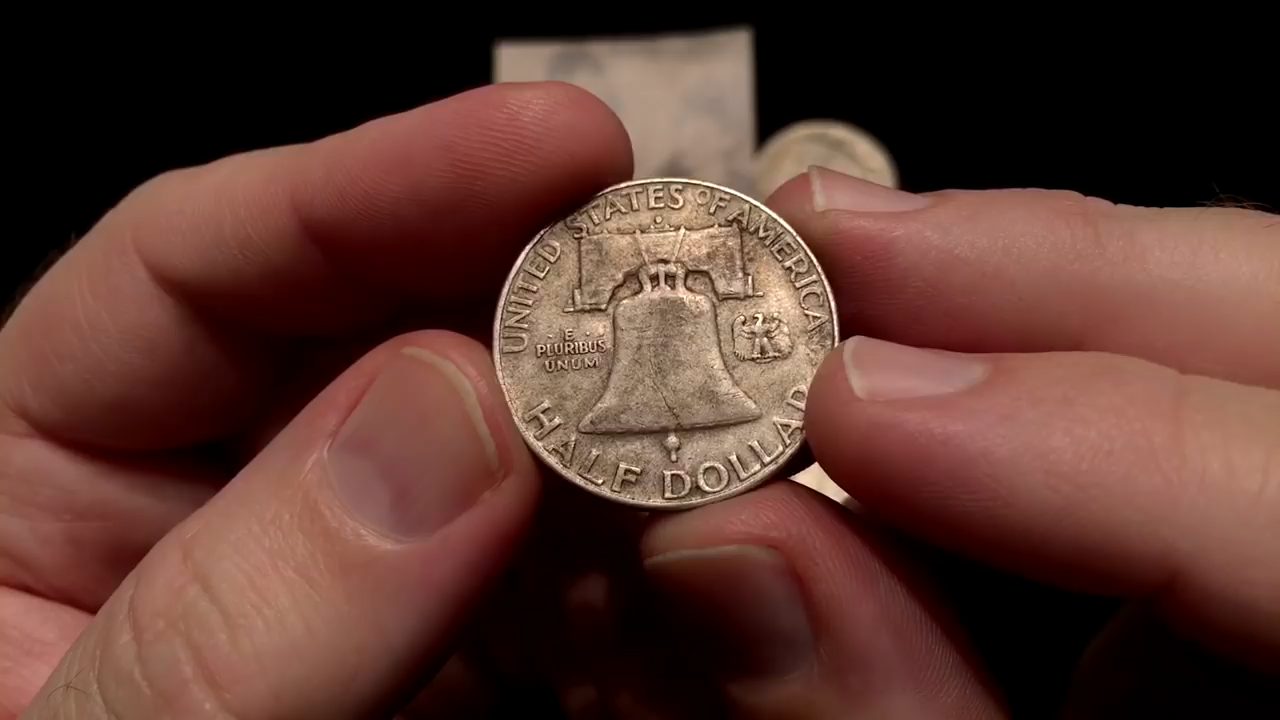 UNITED STATES OF AMERICA
E
PLURIBUS
UNUM
HALF DOLLAR